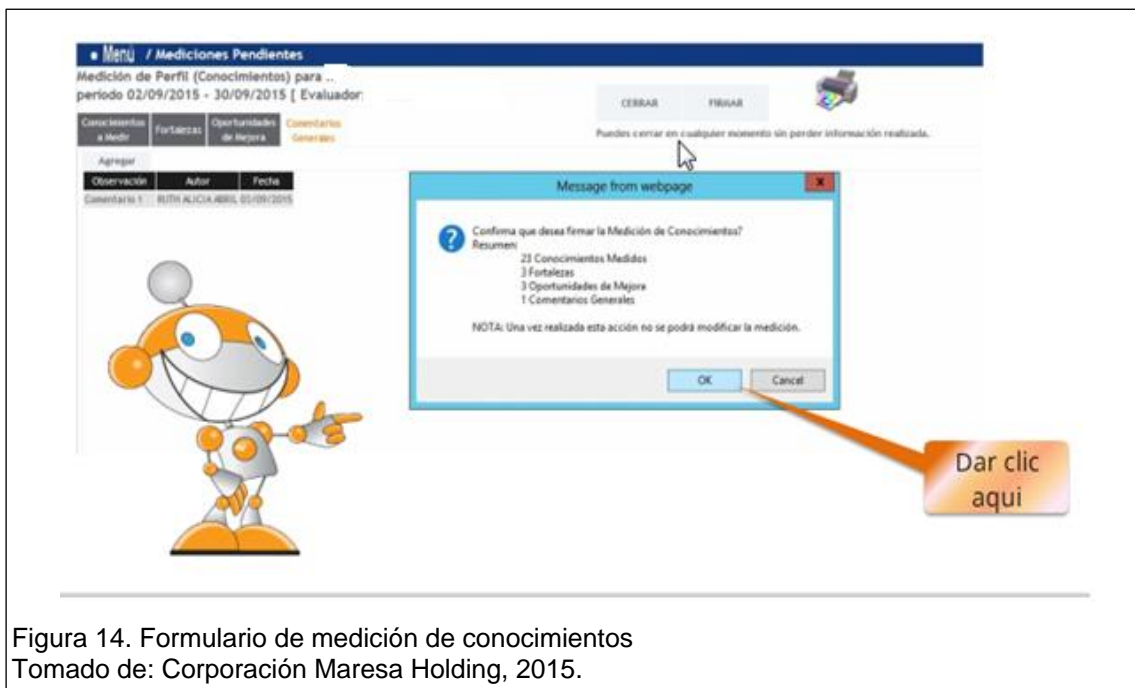 Menú / Mediciones Pendientes
Medición de Perfil (Conocimientos) para ..
periodo 02/09/2015 - 30/09/2015 [ Evaluador:
CERRAR FIRMAR
Puedes cerrar en cualquier momento sin perder información realizada.
Conocimientos a Medir
Fortalezas
Oportunidades de Mejora
Comentarios Generales
Agregar
Observación Autor Fecha
Comentario 1 RUTH ALICIA ABRIL 03/09/2015
Message from webpage
x
Confirma que desea firmar la Medición de Conocimientos?
Resumen:
23 Conocimientos Medidos
3 Fortalezas
3 Oportunidades de Mejora
1 Comentarios Generales
NOTA: Una vez realizada esta acción no se podrá modificar la medición.
OK Cancel
Dar clic
aqui
Figura 14. Formulario de medición de conocimientos
Tomado de: Corporación Maresa Holding, 2015.